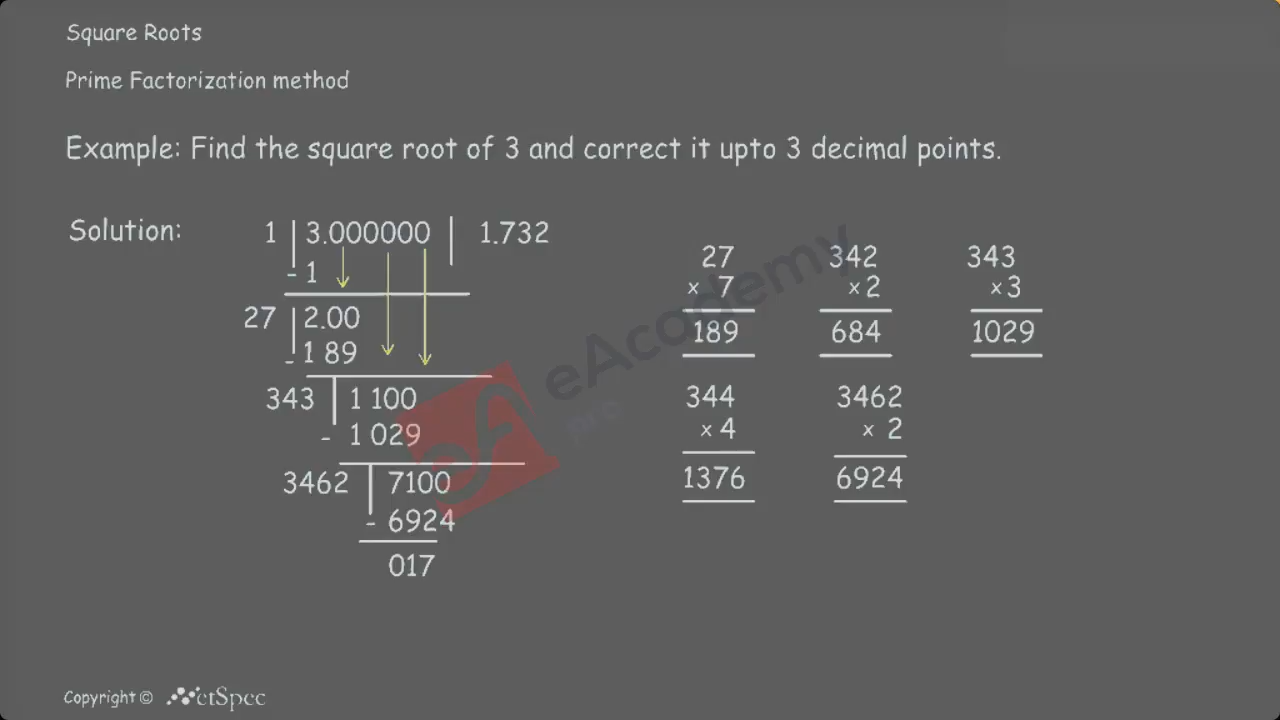 Square Roots
Prime Factorization method
Example: Find the square root of 3 and correct it upto 3 decimal points.
Solution:
1 3.000000 1.732
- 1
27 2.00
- 1 89
343 1 100
- 1 029
3462 7100
- 6924
017
27
× 7
189
342
×2
684
343
×3
1029
344
×4
1376
3462
× 2
6924
eAcademy
pro
Copyright © NetSpec